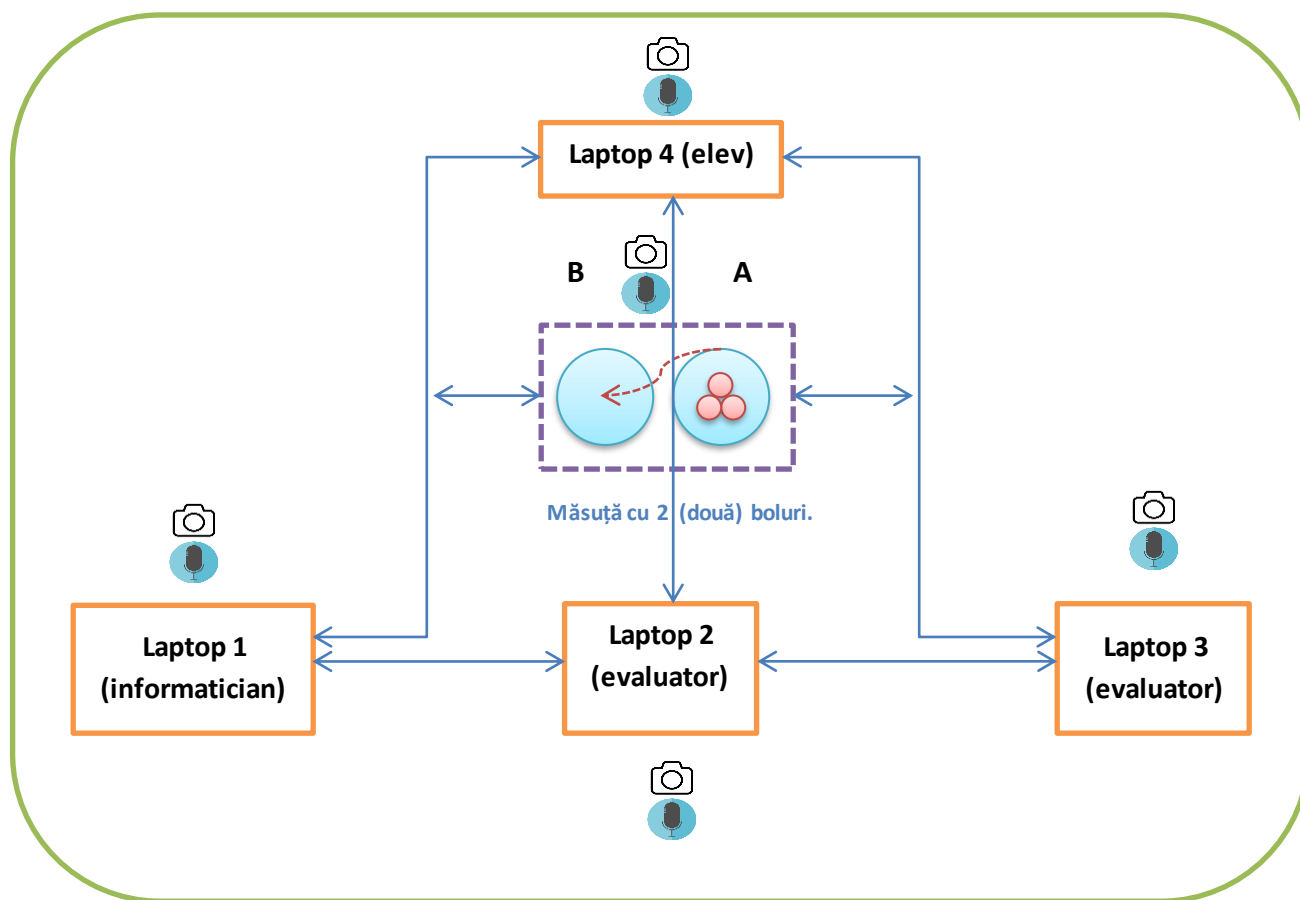 Laptop 4 (elev)
B
A
Măsuță cu 2 (două) boluri.
Laptop 1
(informatician)
Laptop 2
(evaluator)
Laptop 3
(evaluator)